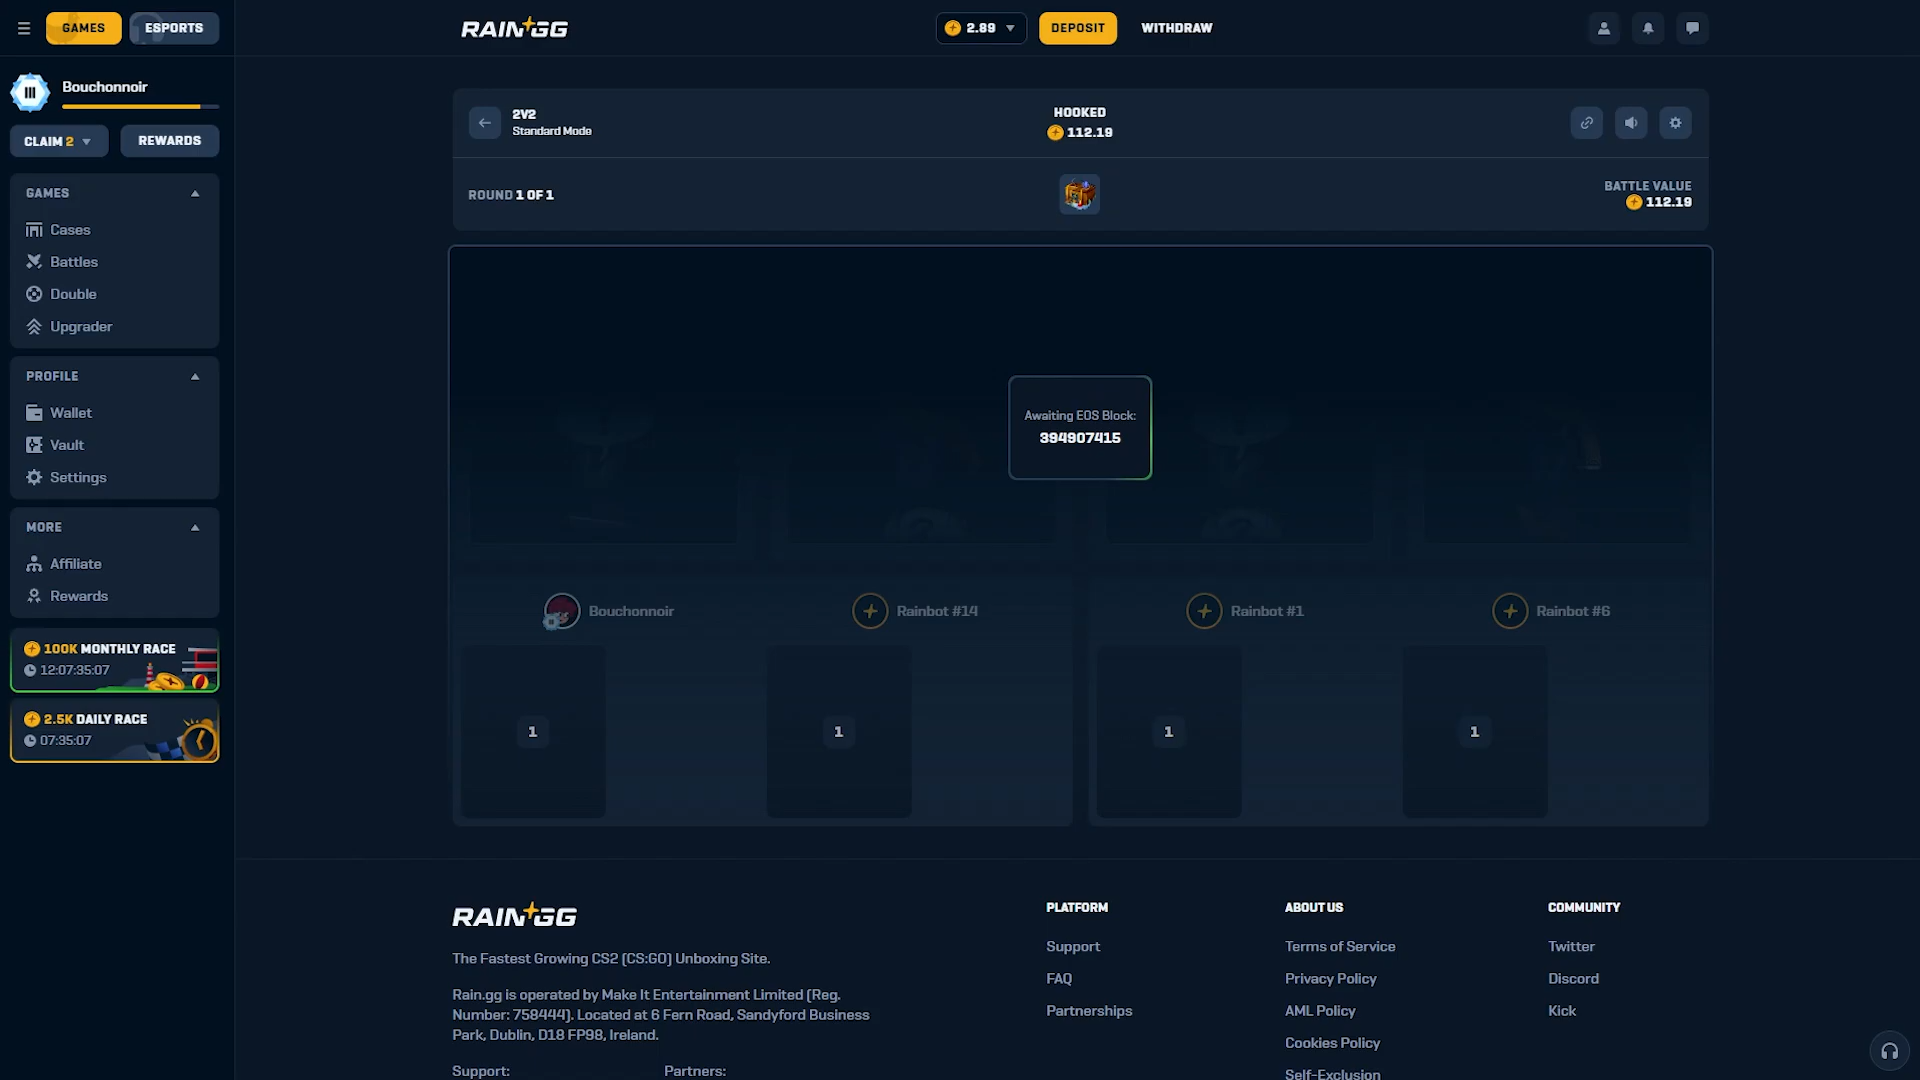 GAMES
ESPORTS
RAIN GG
2.89
DEPOSIT
WITHDRAW
III
Bouchonnoir
CLAIM 2
REWARDS
GAMES
Cases
Battles
Double
Upgrader
PROFILE
Wallet
Vault
Settings
MORE
Affiliate
Rewards
100K MONTHLY RACE
12:07:35:07
2.5K DAILY RACE
07:35:07
2V2
Standard Mode
HOOKED
112.19
ROUND 1 OF 1
BATTLE VALUE
112.19
Awaiting EOS Block:
394907415
Bouchonnoir
Rainbot #14
Rainbot #1
Rainbot #6
1
1
1
1
RAIN GG
The Fastest Growing CS2 (CS:GO) Unboxing Site.
Rain.gg is operated by Make It Entertainment Limited (Reg.
Number: 758444). Located at 6 Fern Road, Sandyford Business
Park, Dublin, D18 FP98, Ireland.
Support:
Partners:
PLATFORM
Support
FAQ
Partnerships
ABOUT US
Terms of Service
Privacy Policy
AML Policy
Cookies Policy
Self-Exclusion
COMMUNITY
Twitter
Discord
Kick